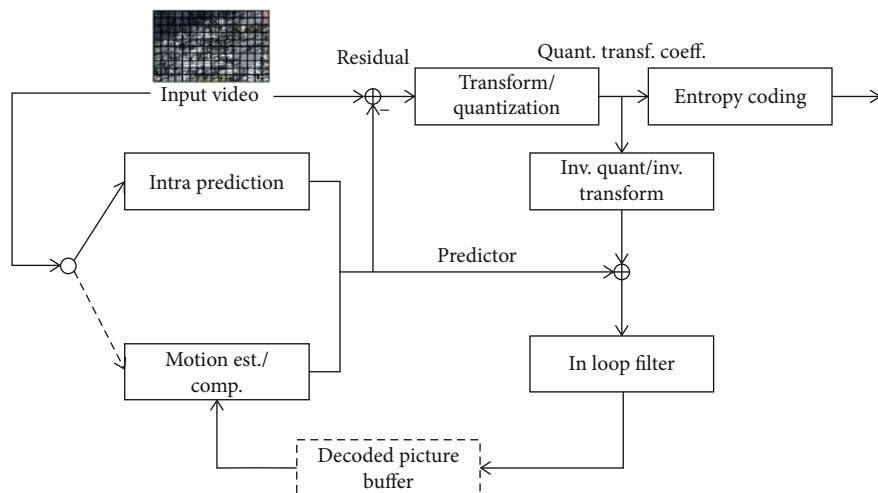 Residual
Quant. transf. coeff.
Input video
–
Transform/
quantization
Entropy coding
Intra prediction
Inv. quant/inv.
transform
Predictor
Motion est./
comp.
In loop filter
Decoded picture
buffer